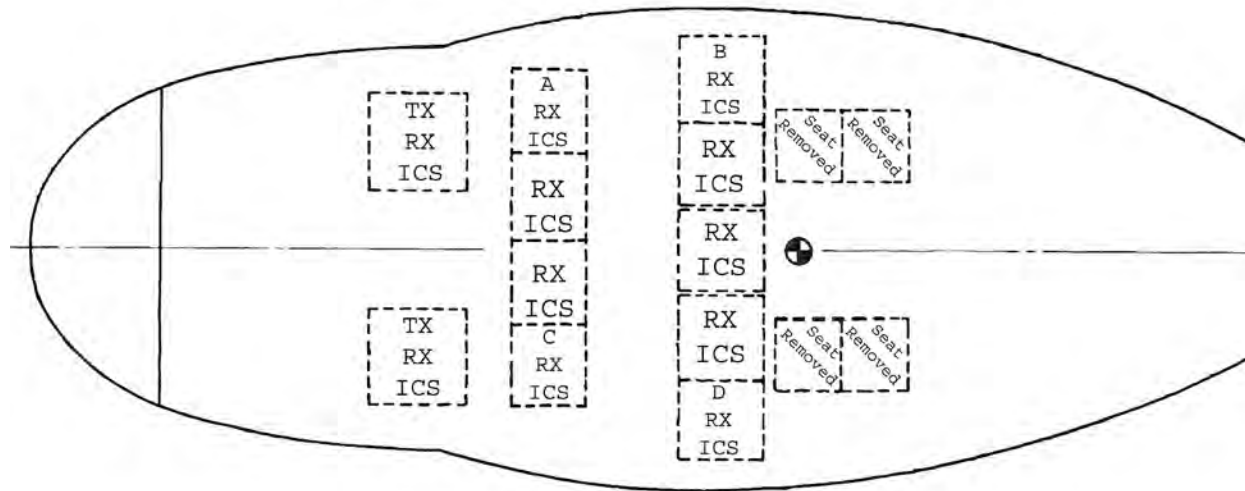 TX
RX
ICS
TX
RX
ICS
A
RX
ICS
RX
ICS
RX
ICS
C
RX
ICS
B
RX
ICS
RX
ICS
RX
ICS
RX
ICS
D
RX
ICS
Seat
Removed
Seat
Removed
Seat
Removed
Seat
Removed